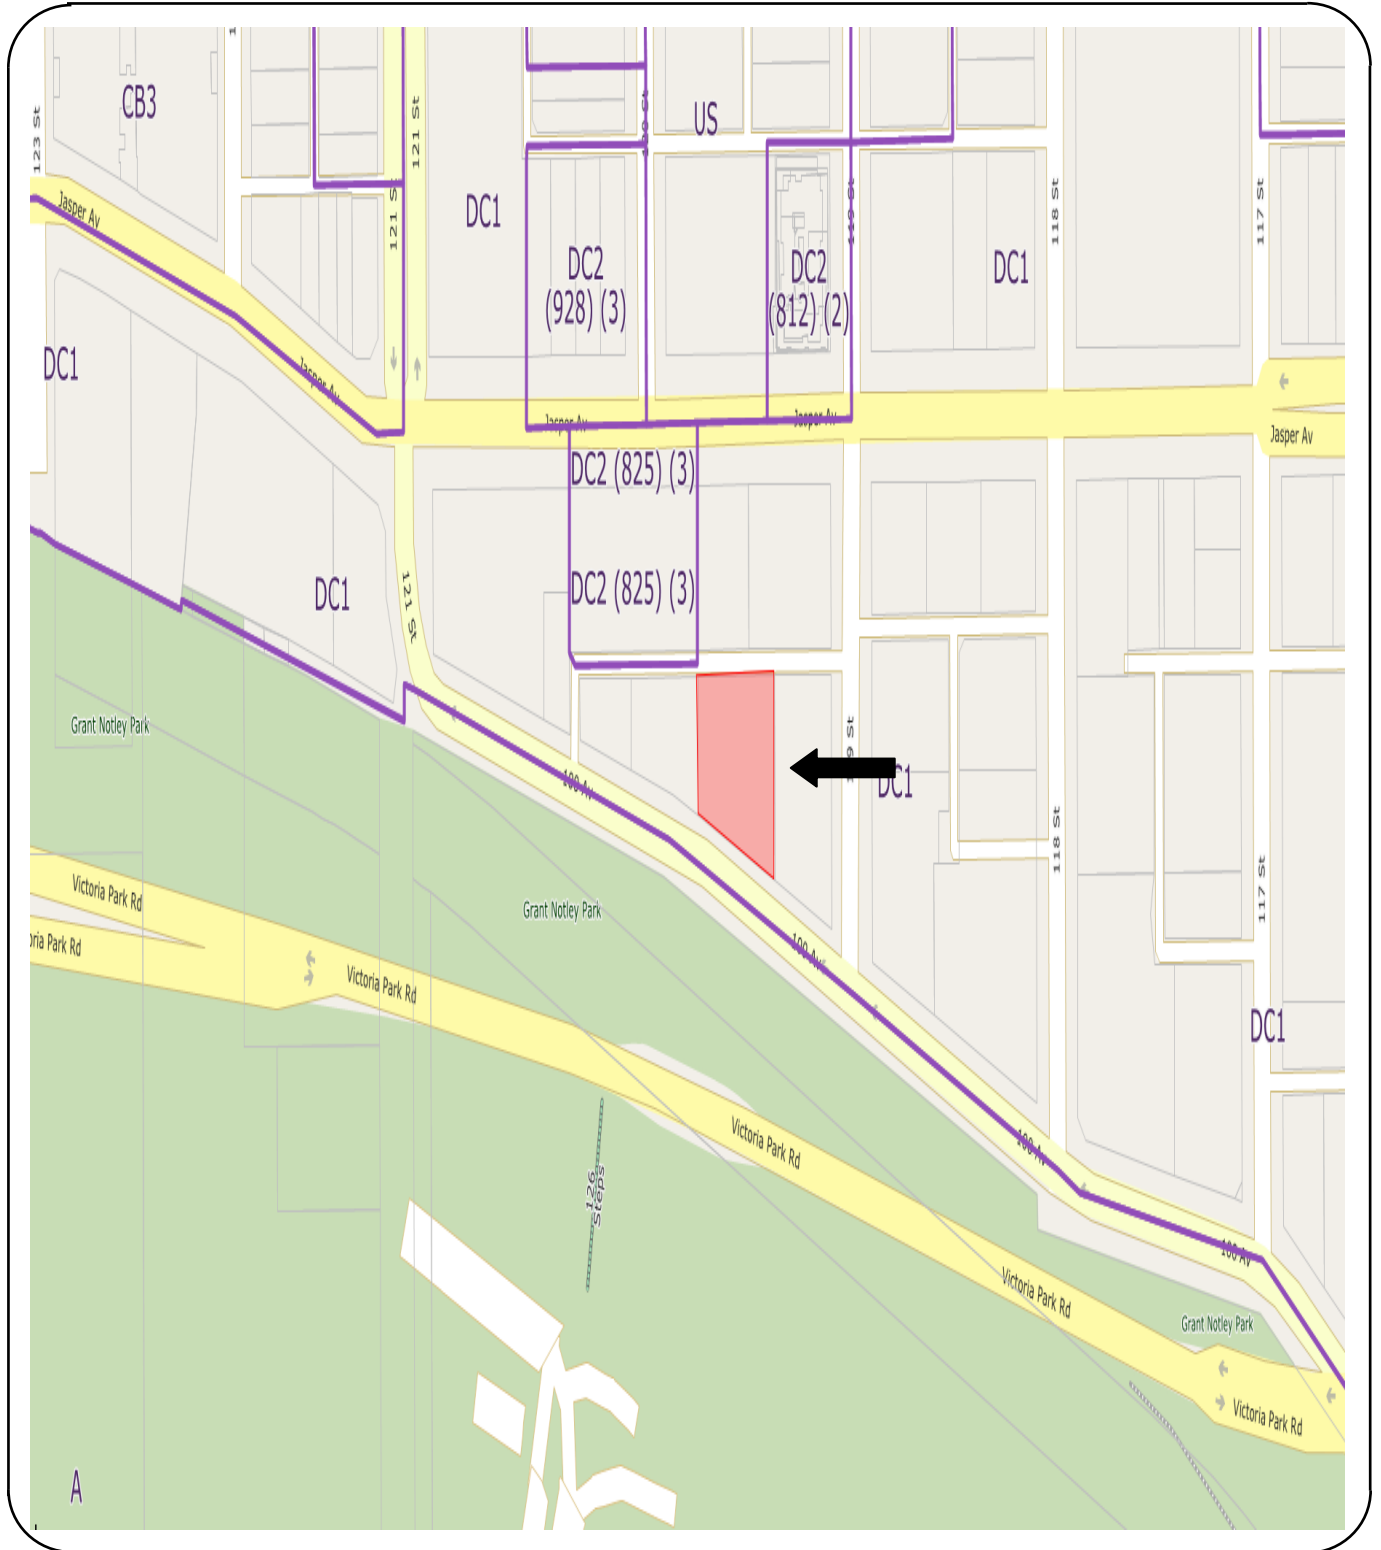 CB3
123 St
121 St
US
Jasper Av
121 St
DC1
119 St
118 St
117 St
DC2
(928) (3)
DC2
(812) (2)
DC1
DC1
Jasper Av
Jasper Av
Jasper Av
Jasper Av
DC2 (825) (3)
DC1
121 St
DC2 (825) (3)
Grant Notley Park
100 Av
DC1
118 St
117 St
Victoria Park Rd
Grant Notley Park
100 Av
Victoria Park Rd
DC1
Victoria Park Rd
100 Av
126
Steps
100 Av
Victoria Park Rd
Grant Notley Park
Victoria Park Rd
A